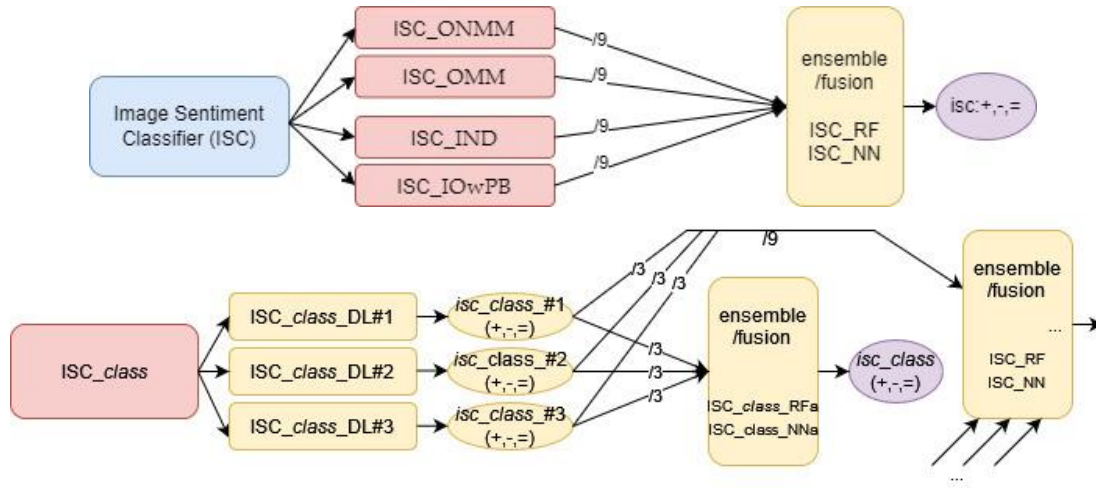 ISC_ONMM
ISC_OMM
ISC_IND
ISC_IOwPB
Image Sentiment
Classifier (ISC)
/9
/9
/9
/9
ensemble
/fusion
ISC_RF
ISC_NN
isc:+,-,=
ISC_class
ISC_class_DL#1
ISC_class_DL#2
ISC_class_DL#3
isc_class_#1
(+,-,=)
isc_class_#2
(+,-,=)
isc_class_#3
(+,-,=)
/3
/3
/3
/9
/3
/3
/3
ensemble
/fusion
ISC_class_RFa
ISC_class_NNa
isc_class
(+,-,=)
ensemble
/fusion
...
ISC_RF
ISC_NN
...